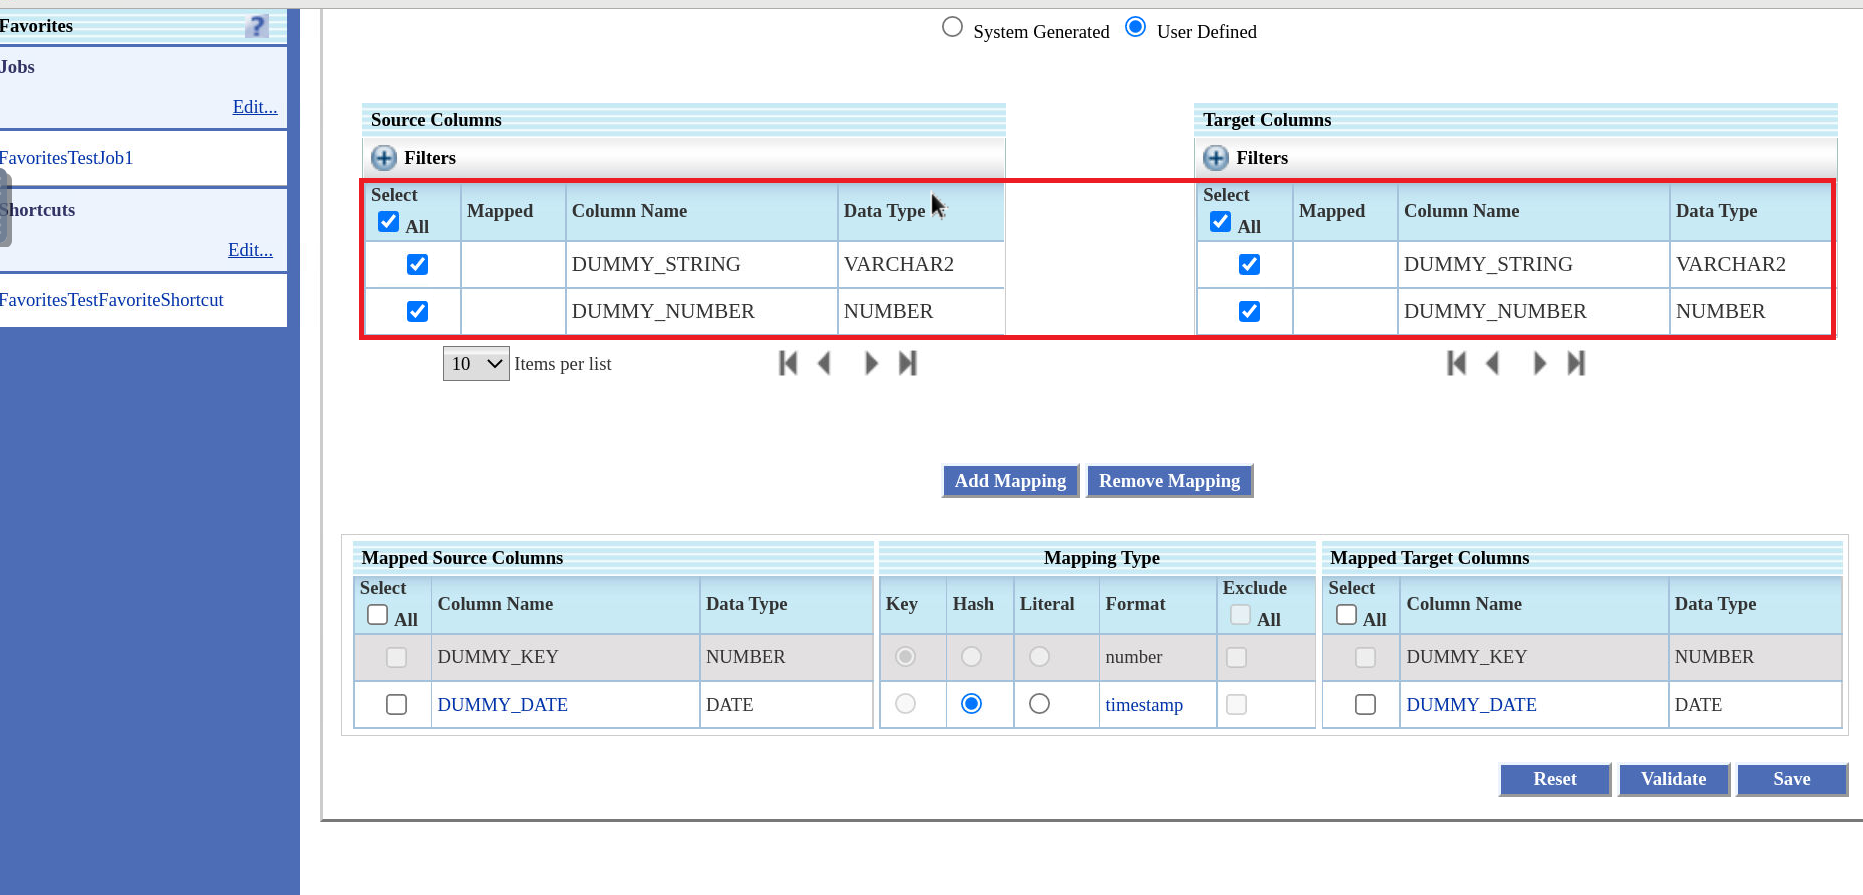 Favorites
?
Jobs
Edit...
FavoritesTestJob1
Shortcuts
Edit...
FavoritesTestFavoriteShortcut
System Generated User Defined
Source Columns
Filters
Select All Mapped Column Name Data Type
DUMMY_STRING VARCHAR2
DUMMY_NUMBER NUMBER
10 Items per list
Target Columns
Filters
Select All Mapped Column Name Data Type
DUMMY_STRING VARCHAR2
DUMMY_NUMBER NUMBER
Add Mapping Remove Mapping
Mapped Source Columns Mapping Type Mapped Target Columns
Select All Column Name Data Type Key Hash Literal Format Exclude All Select All Column Name Data Type
DUMMY_KEY NUMBER number DUMMY_KEY NUMBER
DUMMY_DATE DATE timestamp DUMMY_DATE DATE
Reset Validate Save